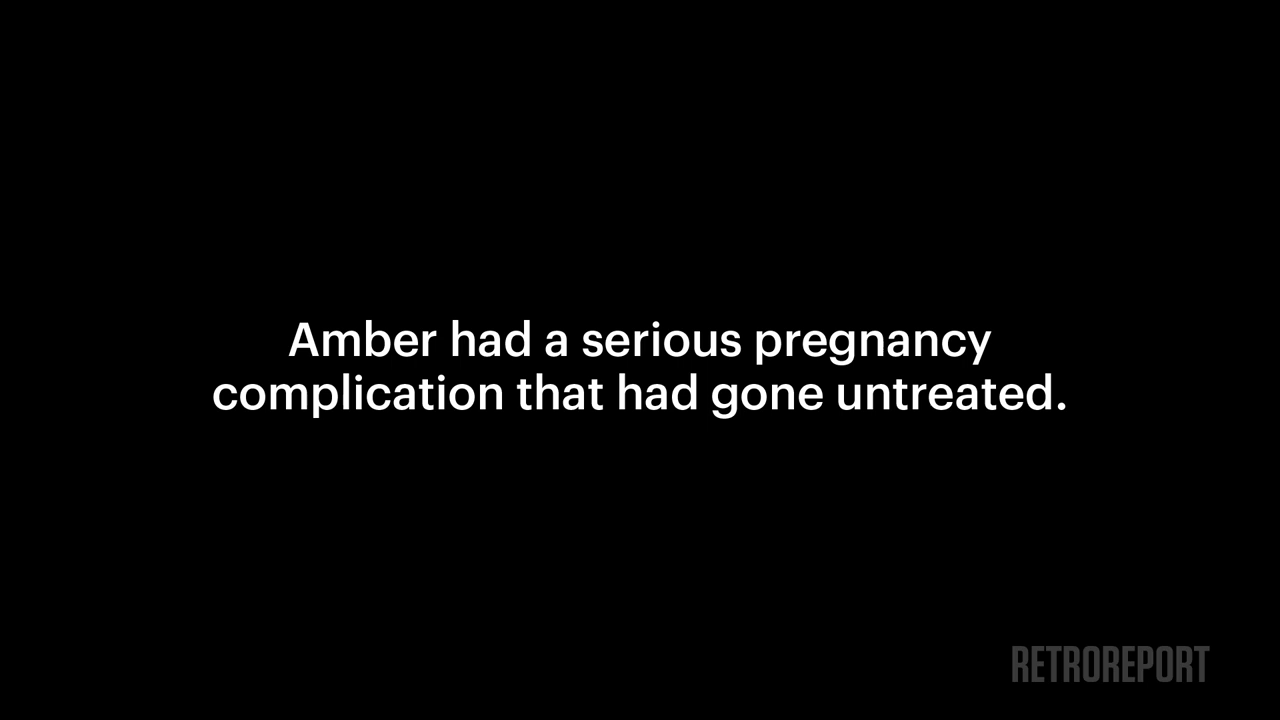 Amber had a serious pregnancy
complication that had gone untreated.
RETROREPORT